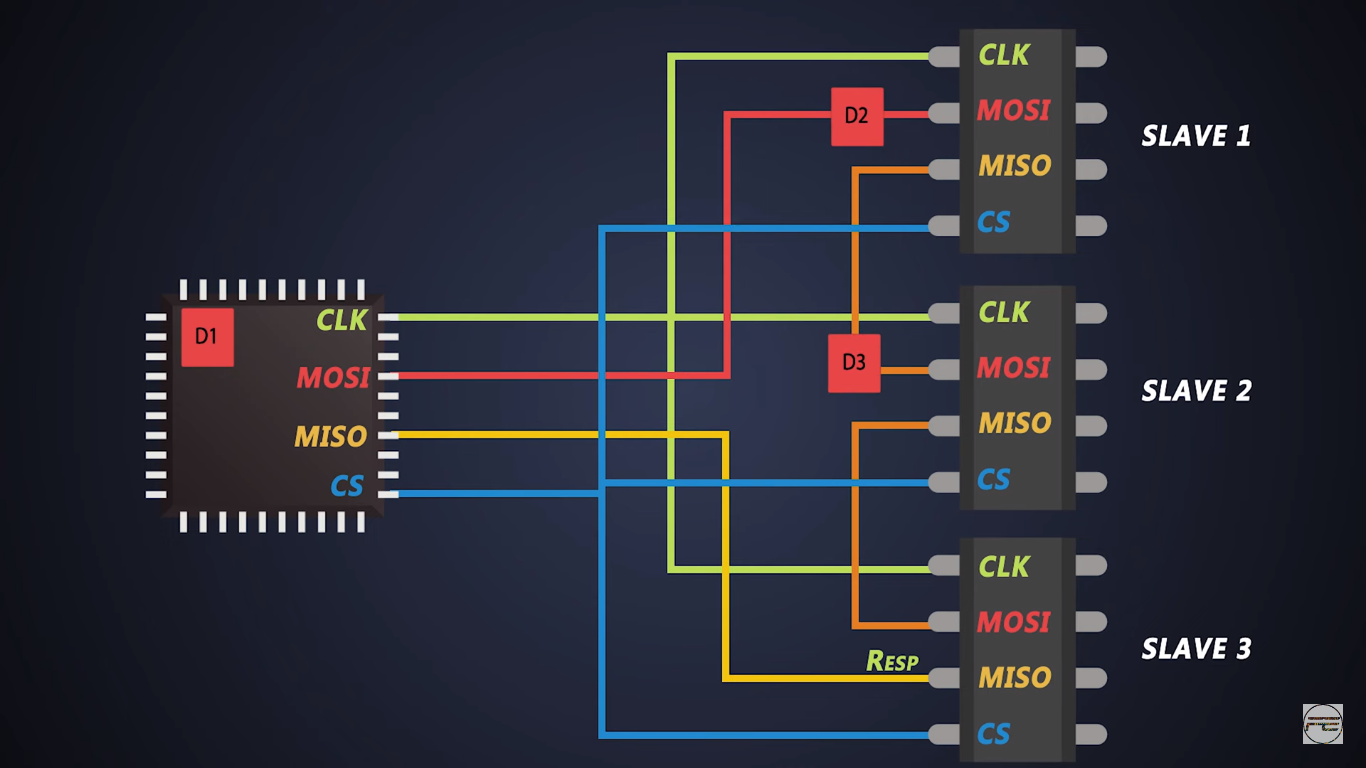 D1
CLK
MOSI
MISO
CS
D2
D3
RESP
CLK
MOSI
MISO
CS
SLAVE 1
CLK
MOSI
MISO
CS
SLAVE 2
CLK
MOSI
MISO
CS
SLAVE 3